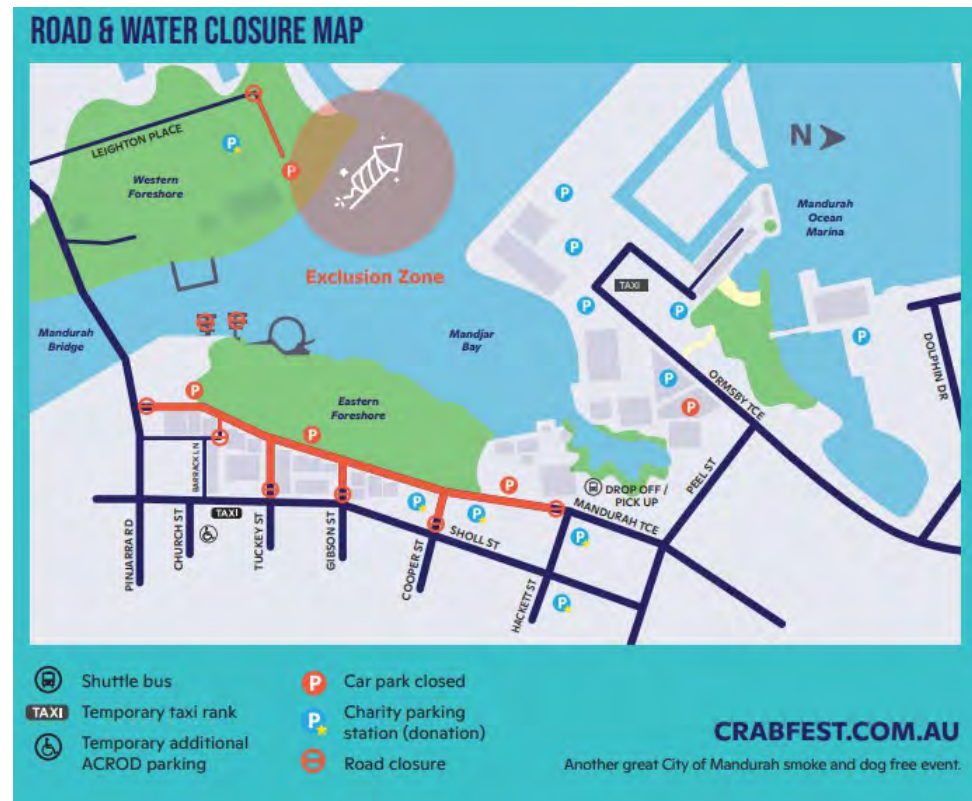 ROAD & WATER CLOSURE MAP
LEIGHTON PLACE
P
P
Western
Foreshore
Exclusion Zone
N
Mandurah
Ocean
Marina
P
P
P
P
P
TAXI
Mandurah
Bridge
Mandjar
Bay
DOLPHIN DR
ORMSBY TCE
P
P
P
P
Eastern
Foreshore
P
BARRACK LN
PEEL ST
DROP OFF /
PICK UP
MANDURAH TCE
P
P
P
P
P
TAXI
SHOLL ST
PINJARRA RD
CHURCH ST
TUCKEY ST
GIBSON ST
COOPER ST
HACKETT ST
Shuttle bus
TAXI Temporary taxi rank
Temporary additional
ACROD parking
P Car park closed
P Charity parking
station (donation)
Road closure
CRABFEST.COM.AU
Another great City of Mandurah smoke and dog free event.